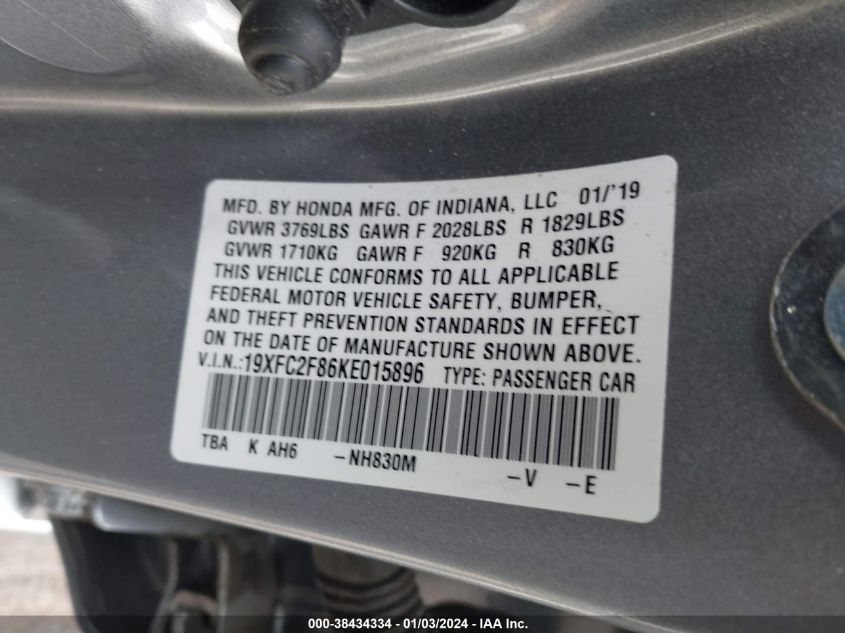 MFD. BY HONDA MFG. OF INDIANA, LLC 01/'19
GVWR 3769LBS GAWR F 2028LBS R 1829LBS
GVWR 1710KG GAWR F 920KG R 830KG
THIS VEHICLE CONFORMS TO ALL APPLICABLE
FEDERAL MOTOR VEHICLE SAFETY, BUMPER,
AND THEFT PREVENTION STANDARDS IN EFFECT
ON THE DATE OF MANUFACTURE SHOWN ABOVE.
V.I.N.:19XFC2F86KE015896 TYPE: PASSENGER CAR
TBA K AH6 -NH830M -V -E
000-38434334 - 01/03/2024 - IAA Inc.